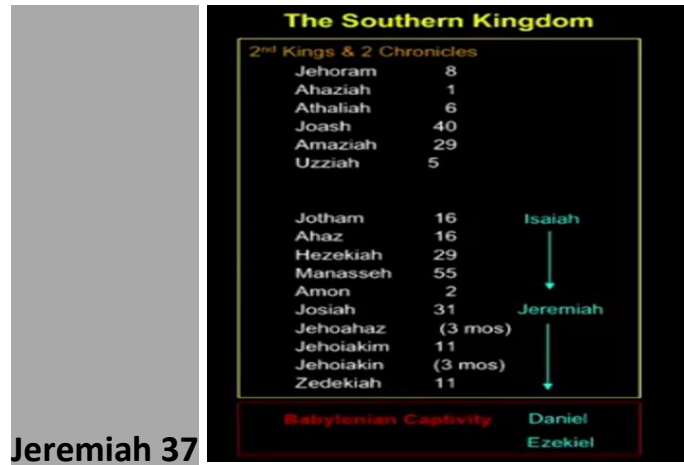 The Southern Kingdom
2nd Kings & 2 Chronicles
Jehoram 8
Ahaziah 1
Athaliah 6
Joash 40
Amaziah 29
Uzziah 5
Jotham 16 Isaiah
Ahaz 16
Hezekiah 29
Manasseh 55
Amon 2
Josiah 31 Jeremiah
Jehoahaz (3 mos)
Jehoiakim 11
Jehoiakin (3 mos)
Zedekiah 11
Babylonian Captivity Daniel
Ezekiel
Jeremiah 37